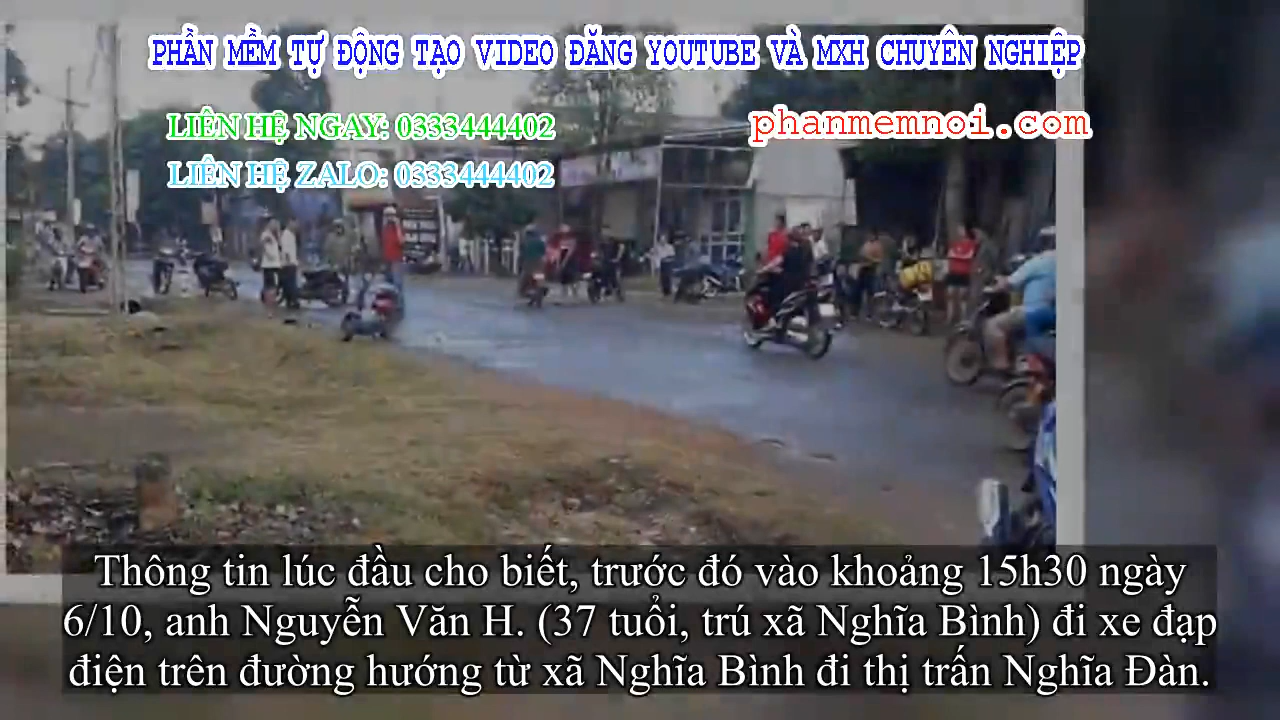 PHẦN MỀM TỰ ĐỘNG TẠO VIDEO ĐĂNG YOUTUBE VÀ MXH CHUYÊN NGHIỆP
LIÊN HỆ NGAY: 0333444402
phanmemnoi.com
LIÊN HỆ ZALO: 0333444402
Thông tin lúc đầu cho biết, trước đó vào khoảng 15h30 ngày
6/10, anh Nguyễn Văn H. (37 tuổi, trú xã Nghĩa Bình) đi xe đạp
điện trên đường hướng từ xã Nghĩa Bình đi thị trấn Nghĩa Đàn.